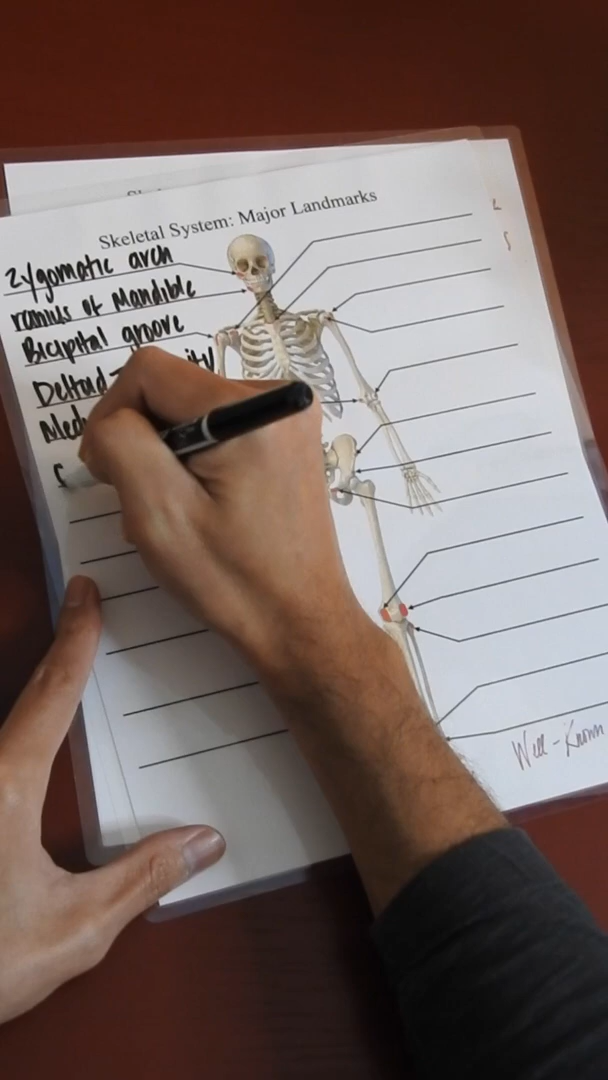 Skeletal System: Major Landmarks
Zygomatic arch
ramus of Mandible
Bicipital groove
Deltoid
Well-Known